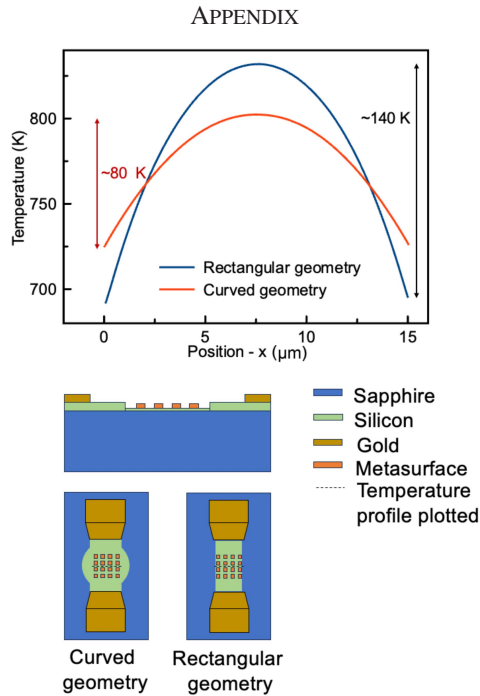 APPENDIX
800
750
700
Temperature (K)
~80 K
~140 K
Rectangular geometry
Curved geometry
0 5 10 15
Position - x (μm)
Sapphire
Silicon
Gold
Metasurface
Temperature
profile plotted
Curved
geometry
Rectangular
geometry